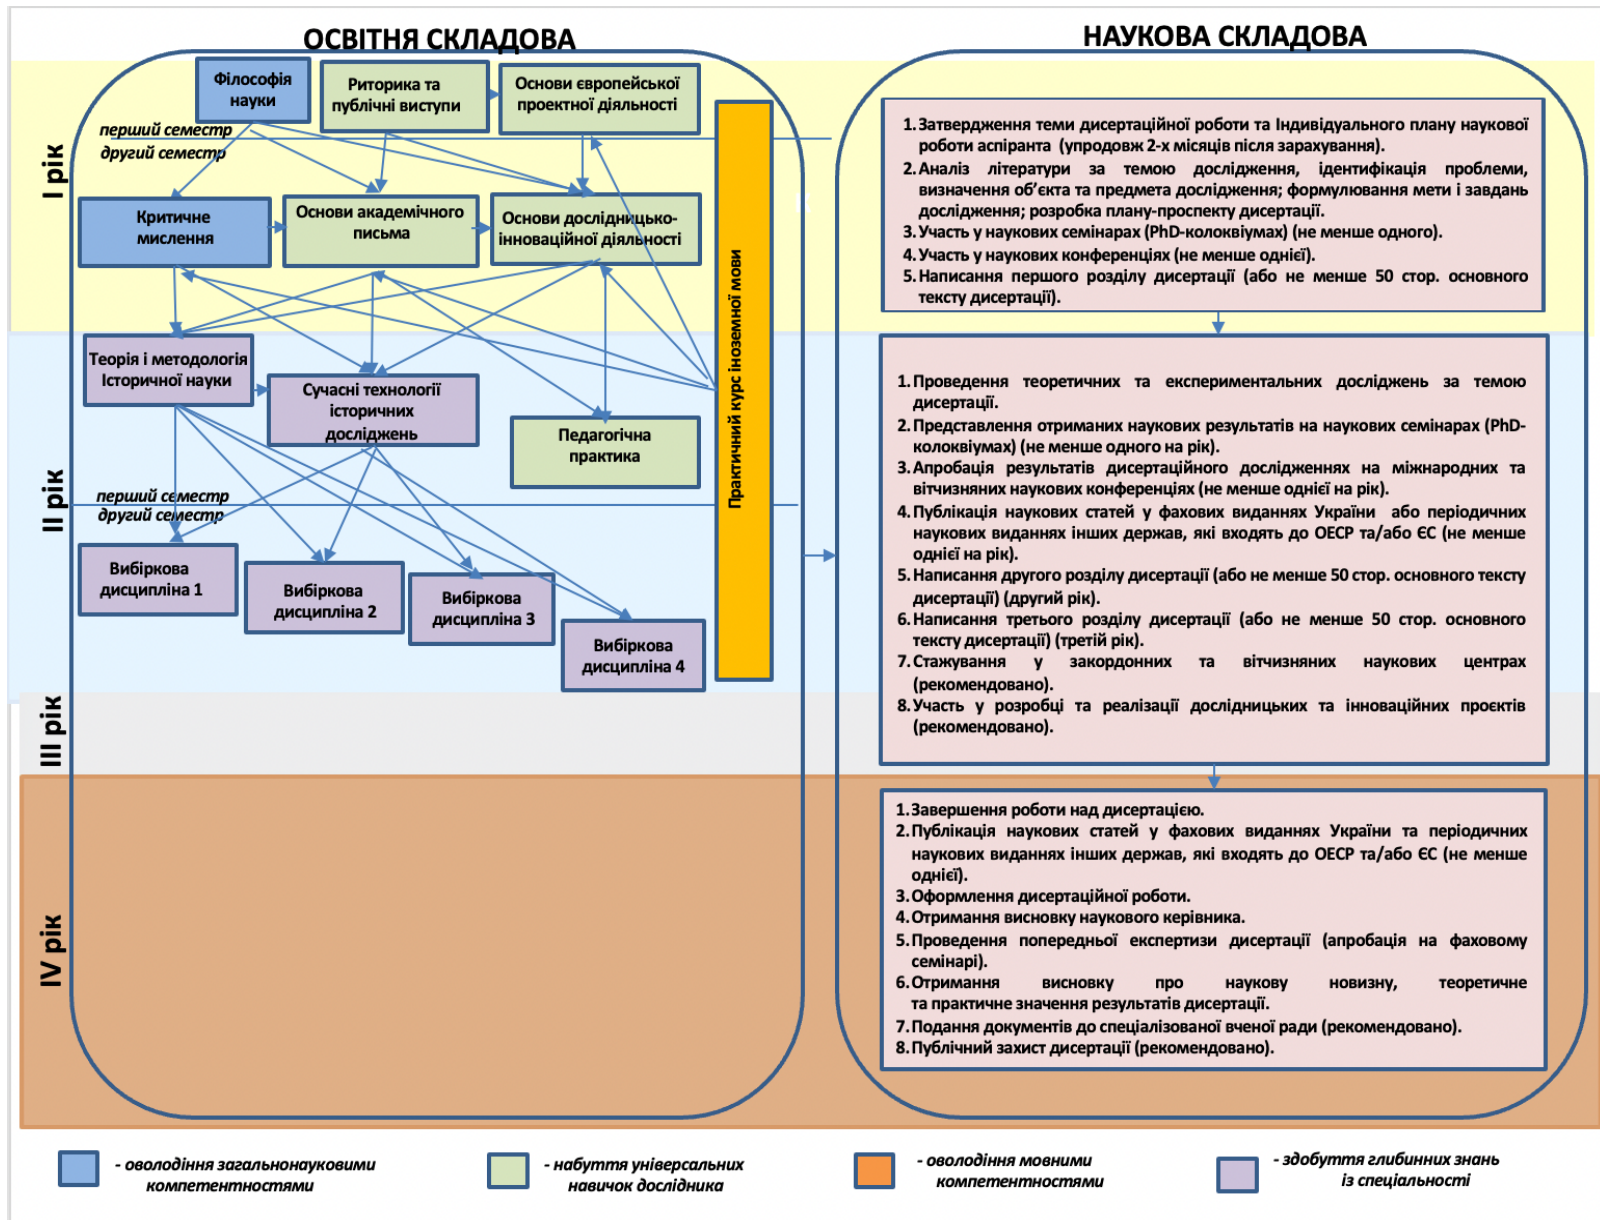 ОСВІТНЯ СКЛАДОВА
НАУКОВА СКЛАДОВА
І рік
Філософія
науки
Риторика та
публічні виступи
Основи європейської
проектної діяльності
перший семестр
другий семестр
Критичне
мислення
Основи академічного
письма
Основи дослідницько-
інноваційної діяльності
Практичний курс іноземної мови
ІІ рік
Теорія і методологія
Історичної науки
Сучасні технології
історичних
досліджень
Педагогічна
практика
перший семестр
другий семестр
Вибіркова
дисципліна 1
Вибіркова
дисципліна 2
Вибіркова
дисципліна 3
Вибіркова
дисципліна 4
ІІІ рік
IV рік
1. Затвердження теми дисертаційної роботи та Індивідуального плану наукової
роботи аспіранта (упродовж 2-х місяців після зарахування).
2. Аналіз літератури за темою дослідження, ідентифікація проблеми,
визначення об’єкта та предмета дослідження; формулювання мети і завдань
дослідження; розробка плану-проспекту дисертації.
3. Участь у наукових семінарах (PhD-колоквіумах) (не менше одного).
4. Участь у наукових конференціях (не менше однієї).
5. Написання першого розділу дисертації (або не менше 50 стор. основного
тексту дисертації).
1. Проведення теоретичних та експериментальних досліджень за темою
дисертації.
2. Представлення отриманих наукових результатів на наукових семінарах (PhD-
колоквіумах) (не менше одного на рік).
3. Апробація результатів дисертаційного дослідженнях на міжнародних та
вітчизняних наукових конференціях (не менше однієї на рік).
4. Публікація наукових статей у фахових виданнях України або періодичних
наукових виданнях інших держав, які входять до ОЕСР та/або ЄС (не менше
однієї на рік).
5. Написання другого розділу дисертації (або не менше 50 стор. основного тексту
дисертації) (другий рік).
6. Написання третього розділу дисертації (або не менше 50 стор. основного
тексту дисертації) (третій рік).
7. Стажування у закордонних та вітчизняних наукових центрах
(рекомендовано).
8. Участь у розробці та реалізації дослідницьких та інноваційних проєктів
(рекомендовано).
1. Завершення роботи над дисертацією.
2. Публікація наукових статей у фахових виданнях України та періодичних
наукових виданнях інших держав, які входять до ОЕСР та/або ЄС (не менше
однієї).
3. Оформлення дисертаційної роботи.
4. Отримання висновку наукового керівника.
5. Проведення попередньої експертизи дисертації (апробація на фаховому
семінарі).
6. Отримання висновку про наукову новизну, теоретичне
та практичне значення результатів дисертації.
7. Подання документів до спеціалізованої вченої ради (рекомендовано).
8. Публічний захист дисертації (рекомендовано).
- оволодіння загальнонауковими
компетентностями
- набуття універсальних
навичок дослідника
- оволодіння мовними
компетентностями
- здобуття глибинних знань
із спеціальності